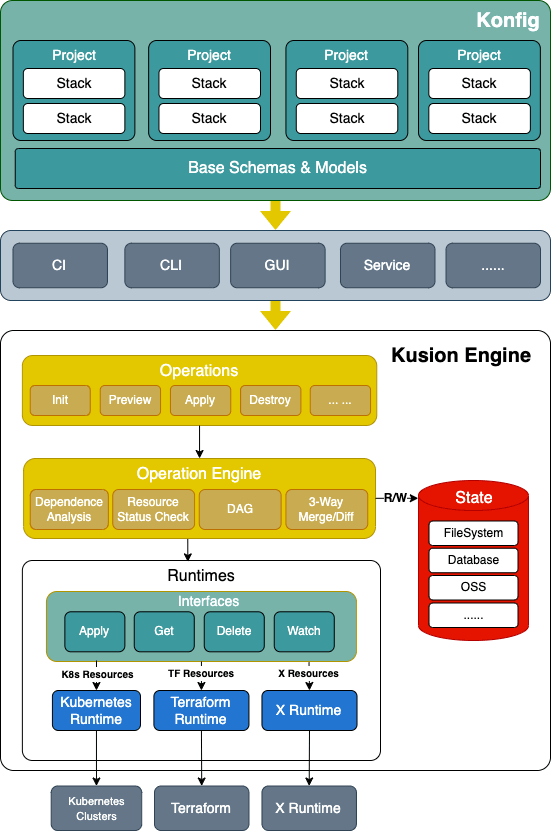 Konfig
Project
Project
Project
Project
Stack
Stack
Stack
Stack
Stack
Stack
Stack
Stack
Base Schemas & Models
CI
CLI
GUI
Service
......
Kusion Engine
Operations
Init
Preview
Apply
Destroy
... ...
Operation Engine
Dependence
Analysis
Resource
Status Check
DAG
3-Way
Merge/Diff
R/W
State
FileSystem
Database
OSS
......
Runtimes
Interfaces
Apply
Get
Delete
Watch
K8s Resources
TF Resources
X Resources
Kubernetes
Runtime
Terraform
Runtime
X Runtime
Kubernetes
Clusters
Terraform
X Runtime